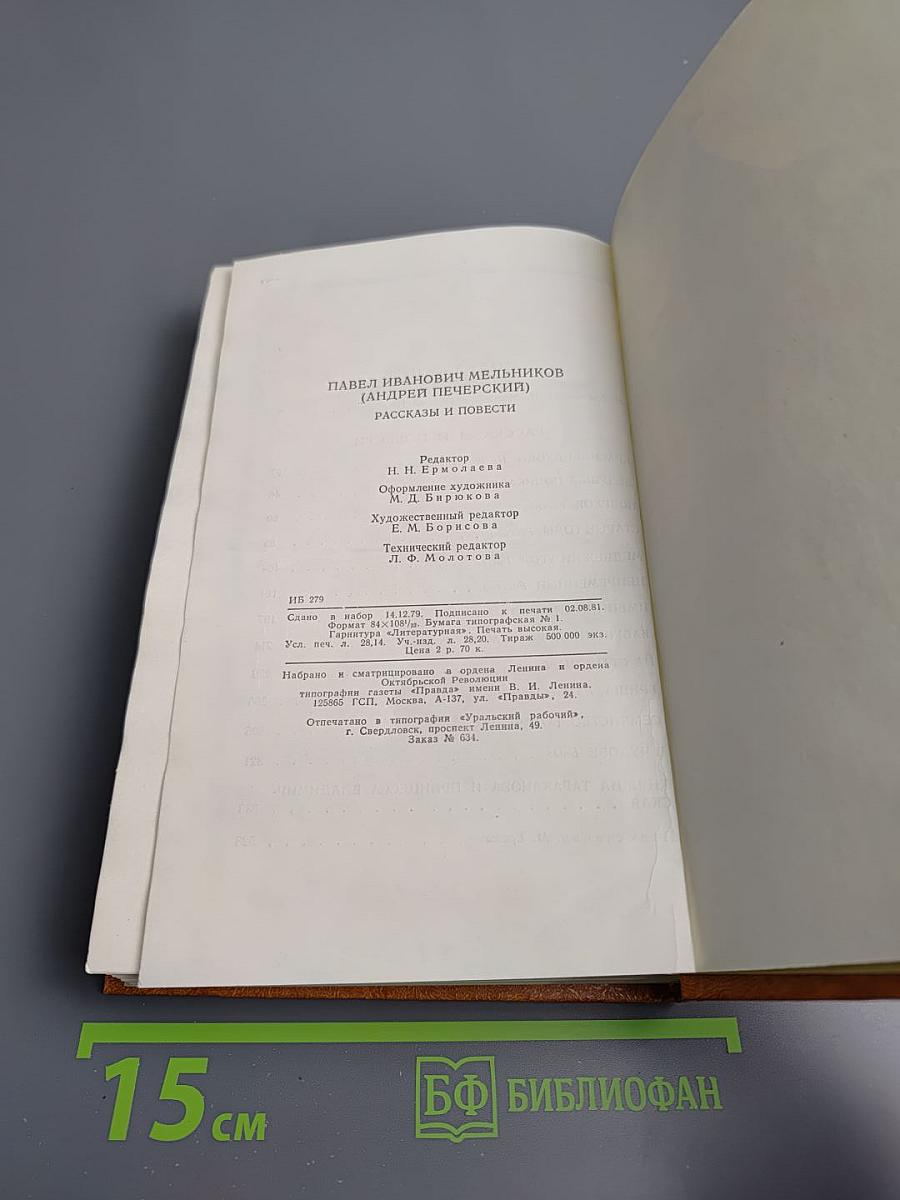 ПАВЕЛ ИВАНОВИЧ МЕЛЬНИКОВ
(АНДРЕЙ ПЕЧЕРСКИЙ)
РАССКАЗЫ И ПОВЕСТИ
Редактор
Н. Н. Ермолаева
Оформление художника
М. Д. Бирюкова
Художественный редактор
Е. М. Борисова
Технический редактор
Л. Ф. Молотова
ИБ 279
Сдано в набор 14.12.79. Подписано к печати 02.08.81.
Формат 84×108¹/₃₂. Бумага типографская № 1.
Гарнитура «Литературная». Печать высокая.
Усл. печ. л. 28,14. Уч.-изд. л. 28,20. Тираж 500 000 экз.
Цена 2 р. 70 к.
Набрано и сматрицировано в ордена Ленина и ордена
Октябрьской Революции
типографии газеты «Правда» имени В. И. Ленина.
125865 ГСП, Москва, А-137, ул. «Правды», 24.
Отпечатано в типографии «Уральский рабочий»,
г. Свердловск, проспект Ленина, 49.
Заказ № 634.
15 см
БФ БИБЛИОФАН